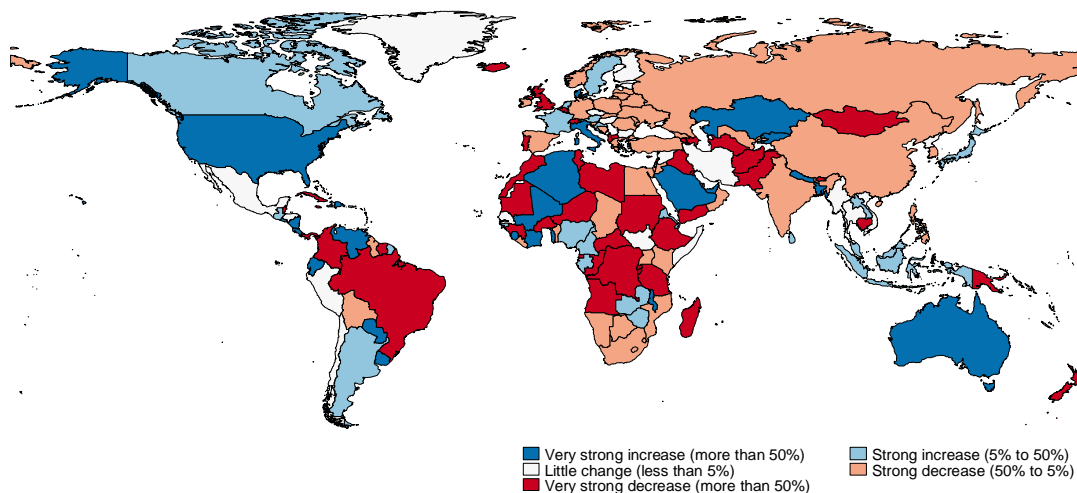 Very strong increase (more than 50%)
Little change (less than 5%)
Very strong decrease (more than 50%)
Strong increase (5% to 50%)
Strong decrease (50% to 5%)